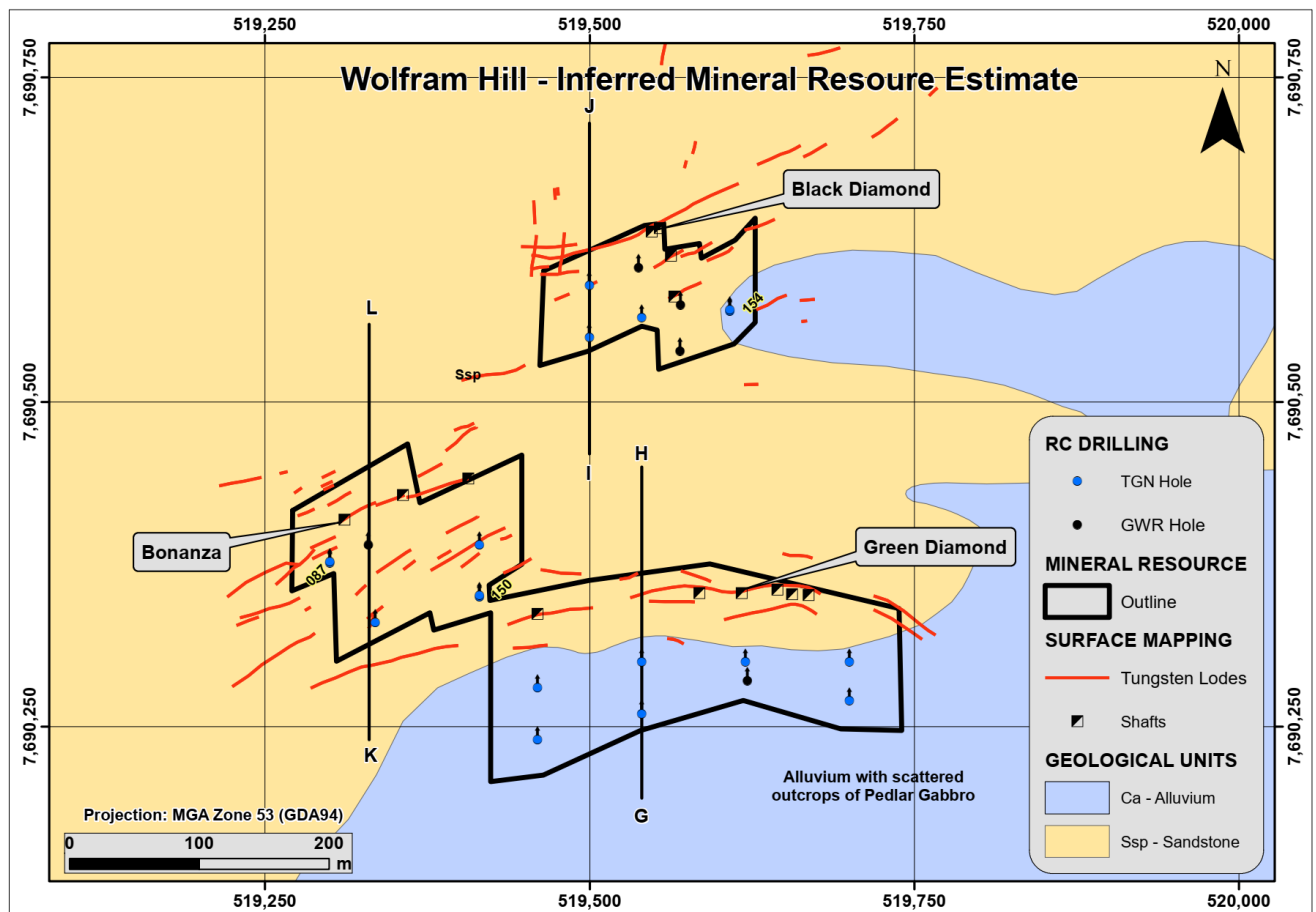 519,250
519,500
519,750
520,000
7,690,750
7,690,750
Wolfram Hill - Inferred Mineral Resoure Estimate
N
J
Black Diamond
154
L
Ssp
7,690,500
7,690,500
I
H
Bonanza
087
150
Green Diamond
RC DRILLING
TGN Hole
GWR Hole
MINERAL RESOURCE
Outline
SURFACE MAPPING
Tungsten Lodes
Shafts
GEOLOGICAL UNITS
Ca - Alluvium
Ssp - Sandstone
7,690,250
7,690,250
K
G
Alluvium with scattered
outcrops of Pedlar Gabbro
Projection: MGA Zone 53 (GDA94)
0 100 200
m
519,250
519,500
519,750
520,000